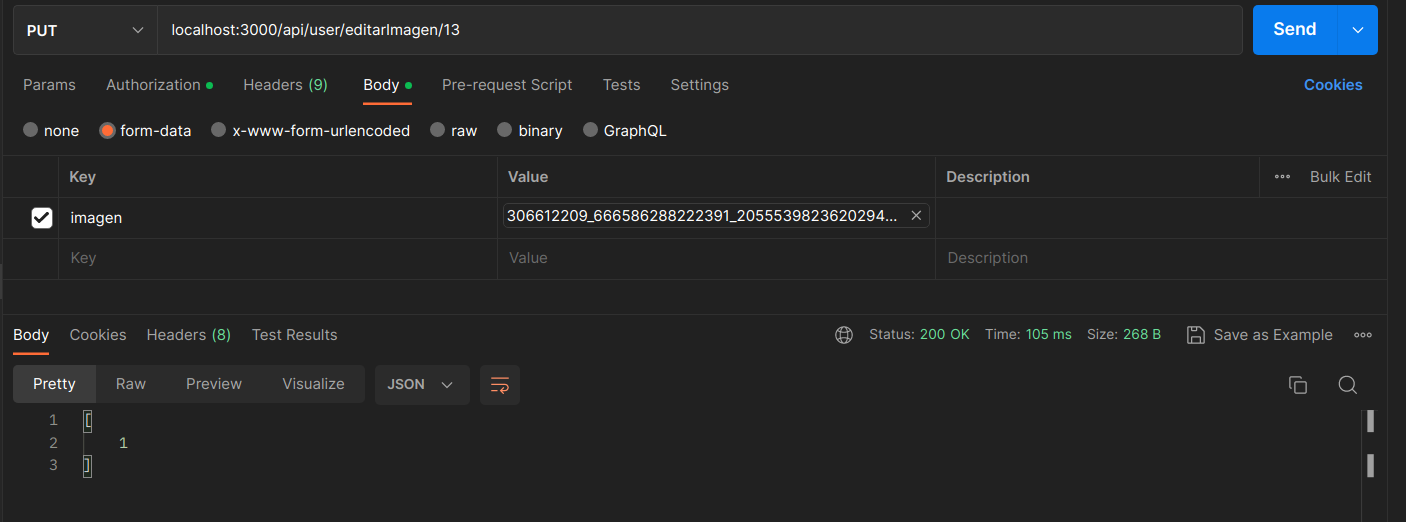 PUT localhost:3000/api/user/editarImagen/13 Send
Params Authorization Headers (9) Body Pre-request Script Tests Settings Cookies
none form-data x-www-form-urlencoded raw binary GraphQL
Key Value Description Bulk Edit
imagen 306612209_666586288222391_2055539823620294...
Key Value Description
Body Cookies Headers (8) Test Results Status: 200 OK Time: 105 ms Size: 268 B Save as Example
Pretty Raw Preview Visualize JSON
1 [
2 1
3 ]